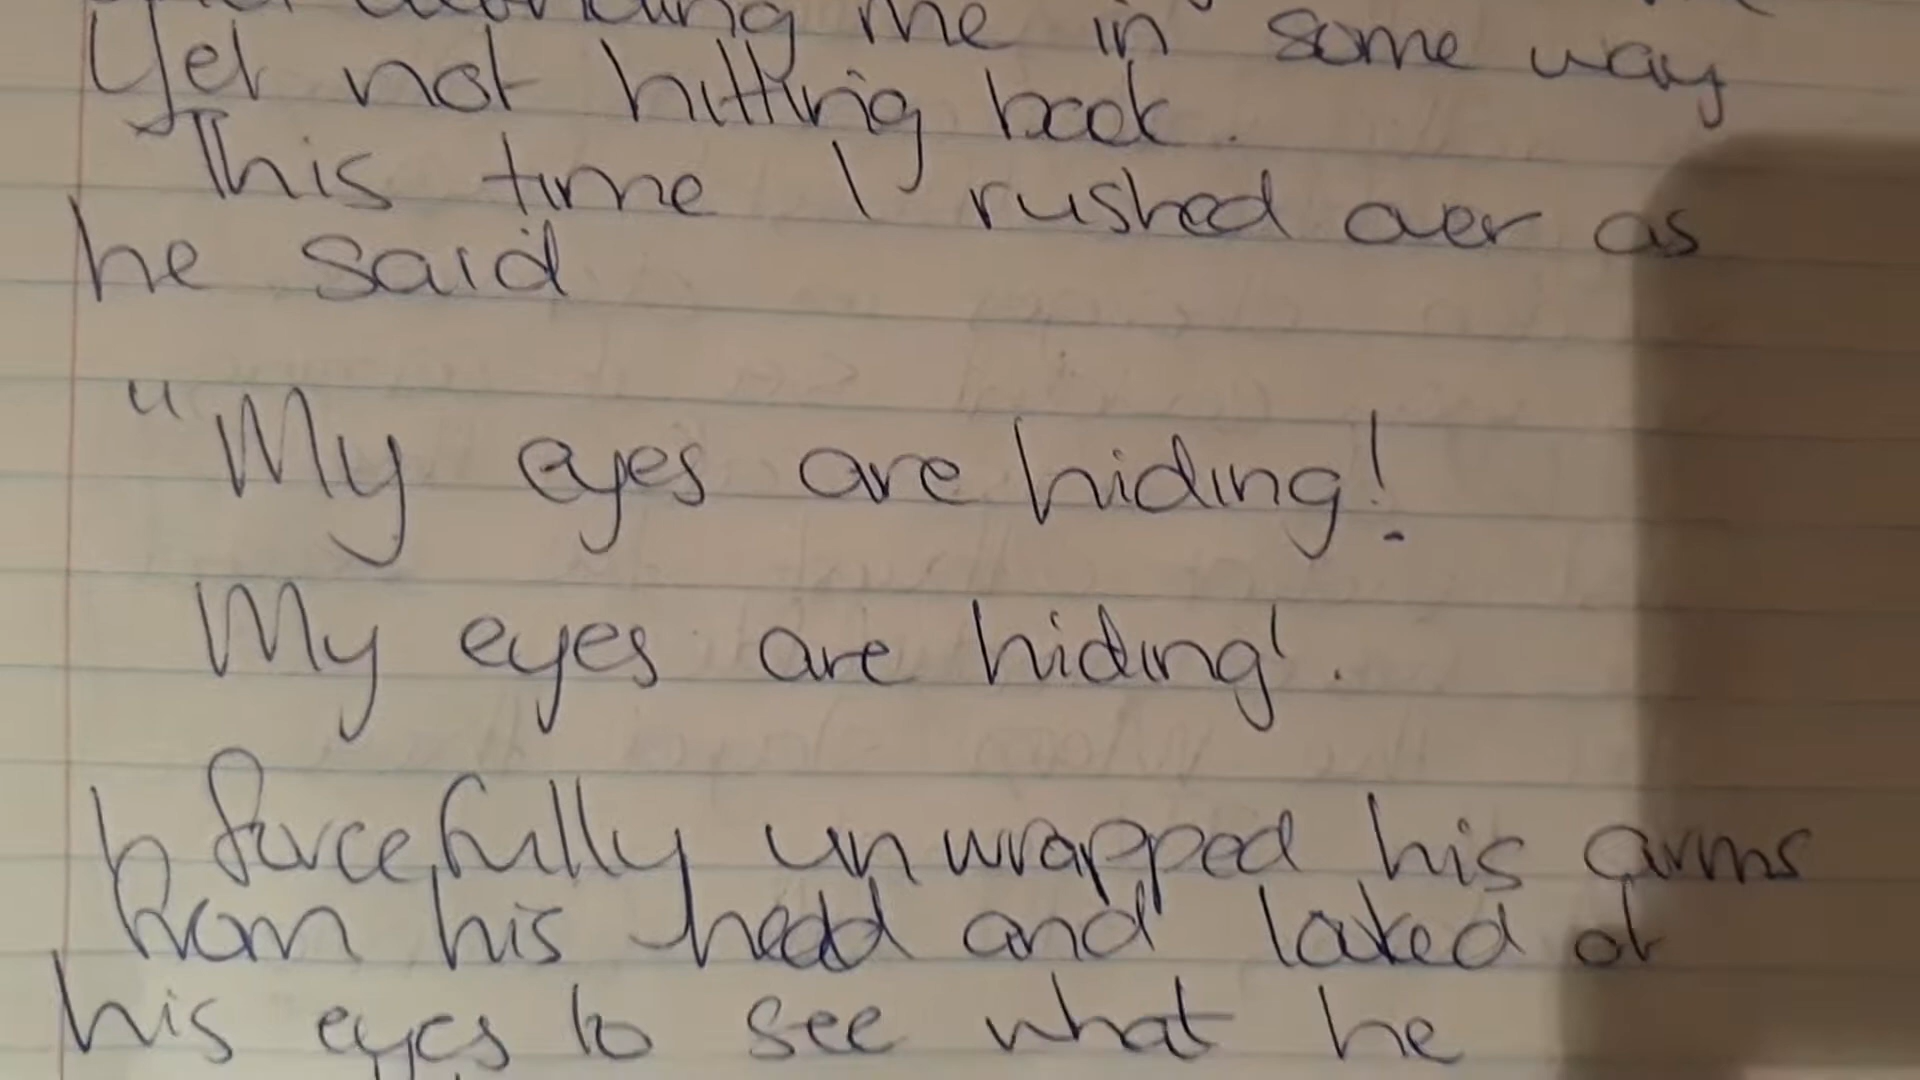 me in some way
Yet not hitting back.
This time I rushed over as
he said
"My eyes are hiding!
My eyes are hiding!.
I forcefully unwrapped his arms
from his head and looked at
his eyes to see what he